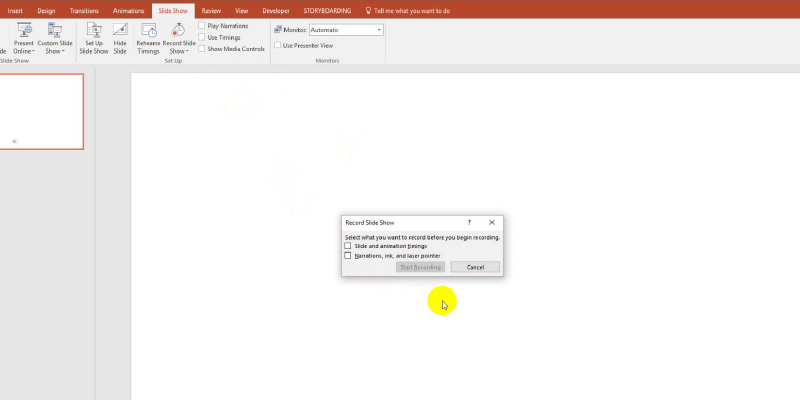 Insert Design Transitions Animations Slide Show Review View Developer STORYBOARDING Tell me what you want to do
Present Online Custom Slide Show Set Up Slide Show Hide Slide Rehearse Timings Record Slide Show
Play Narrations
Use Timings
Show Media Controls
Monitor: Automatic
Use Presenter View
Slide Show Set Up Monitors
Record Slide Show ?
Select what you want to record before you begin recording.
Slide and animation timings
Narrations, ink, and laser pointer
Start Recording Cancel